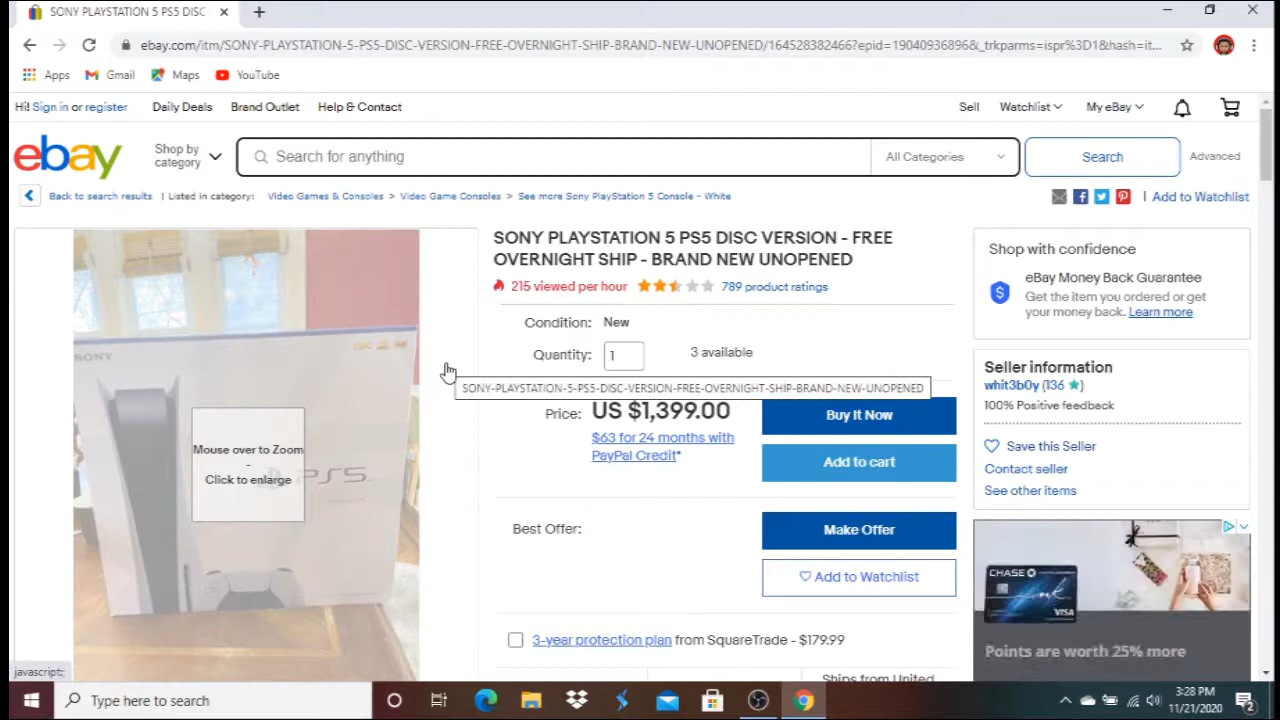 SONY PLAYSTATION 5 PS5 DISC
ebay.com/itm/SONY-PLAYSTATION-5-PS5-DISC-VERSION-FREE-OVERNIGHT-SHIP-BRAND-NEW-UNOPENED/164528382466?epid=19040936896&_trkparms=ispr%3D1&hash=it...
Apps Gmail Maps YouTube
Hi! Sign in or register Daily Deals Brand Outlet Help & Contact Sell Watchlist My eBay
ebay Shop by category Search for anything All Categories Search Advanced
Back to search results | Listed in category: Video Games & Consoles > Video Game Consoles > See more Sony PlayStation 5 Console - White | Add to Watchlist
SONY PLAYSTATION 5 PS5 DISC VERSION - FREE
OVERNIGHT SHIP - BRAND NEW UNOPENED
215 viewed per hour 789 product ratings
Condition: New
Quantity: 1 3 available
SONY-PLAYSTATION-5-PS5-DISC-VERSION-FREE-OVERNIGHT-SHIP-BRAND-NEW-UNOPENED
Price: US $1,399.00 Buy It Now
$63 for 24 months with
PayPal Credit*
Add to cart
Best Offer: Make Offer
Add to Watchlist
3-year protection plan from SquareTrade - $179.99
Ships from United
SONY
Mouse over to Zoom
-
Click to enlarge
PS5
Shop with confidence
eBay Money Back Guarantee
Get the item you ordered or get
your money back. Learn more
Seller information
whit3b0y (136)
100% Positive feedback
Save this Seller
Contact seller
See other items
CHASE
ink
VISA
Points are worth 25% more
javascript:
Type here to search
3:28 PM
11/21/2020
2